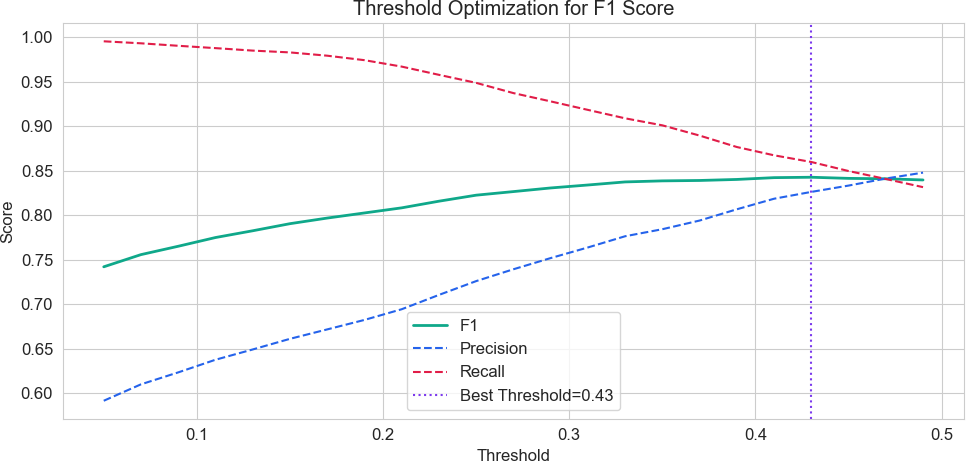 Threshold Optimization for F1 Score
1.00
0.95
0.90
0.85
0.80
0.75
0.70
0.65
0.60
Score
F1
Precision
Recall
Best Threshold=0.43
0.1
0.2
0.3
0.4
0.5
Threshold